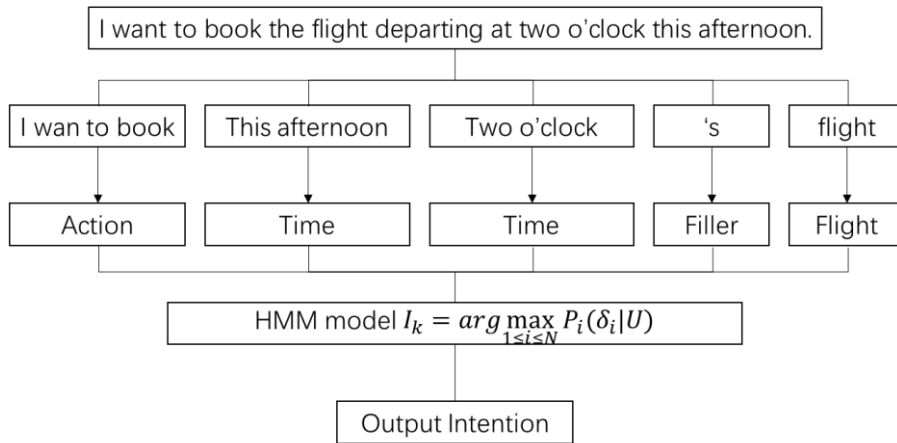 I want to book the flight departing at two o’clock this afternoon.
I wan to book
This afternoon
Two o’clock
‘s
flight
Action
Time
Time
Filler
Flight
HMM model I_k = arg max_{1≤i≤N} P_i(δ_i|U)
Output Intention